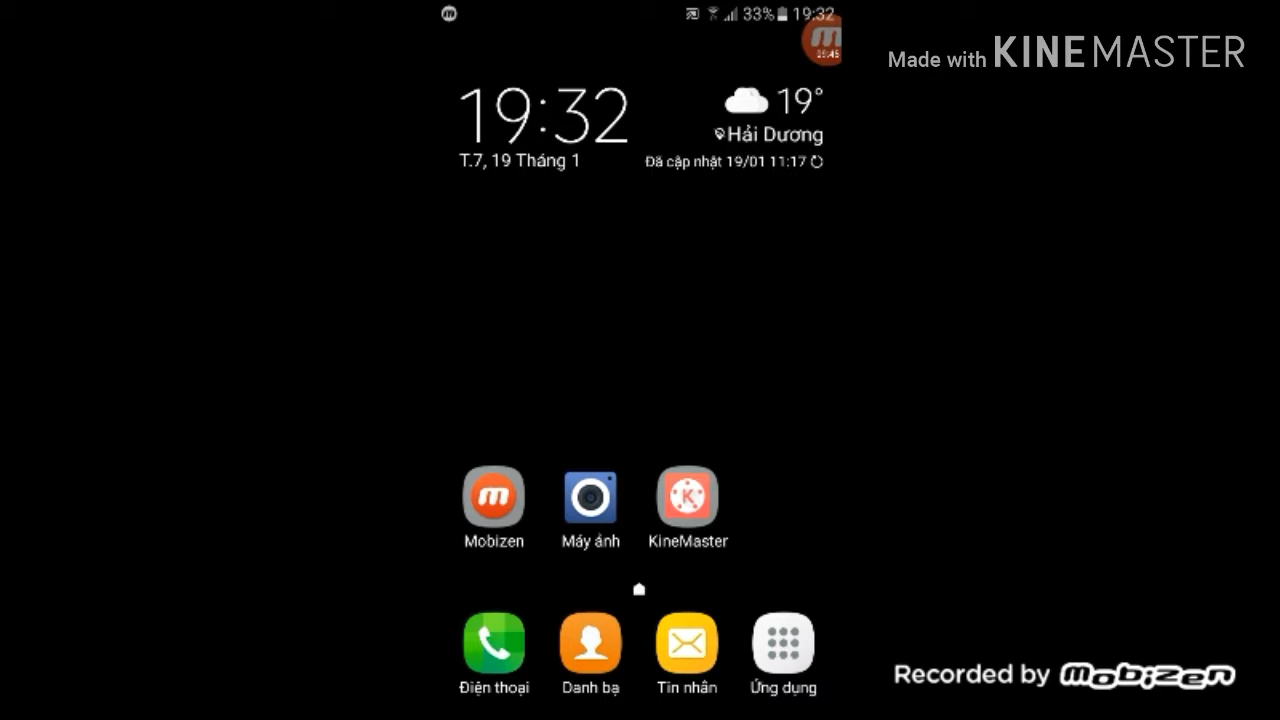 33% 19:32
Made with KINEMASTER
19:32
19°
Hải Dương
T.7, 19 Tháng 1
Đã cập nhật 19/01 11:17
Mobizen
Máy ảnh
KineMaster
Điện thoại
Danh bạ
Tin nhắn
Ứng dụng
Recorded by mobizen